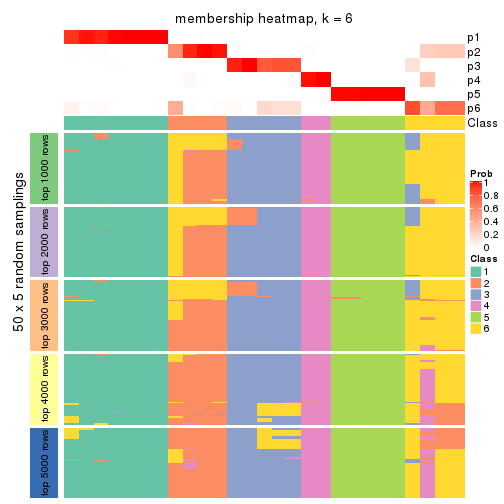 membership heatmap, k = 6
p1
p2
p3
p4
p5
p6
Class
50 x 5 random samplings
top 1000 rows
top 2000 rows
top 3000 rows
top 4000 rows
top 5000 rows
Prob
1
0.8
0.6
0.4
0.2
0
Class
1
2
3
4
5
6